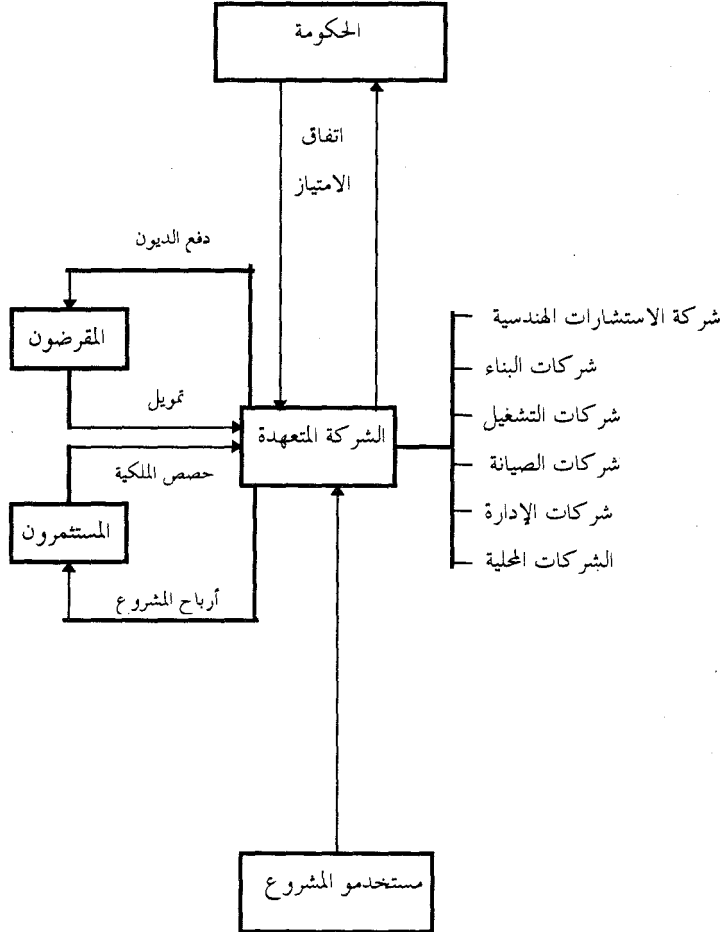 الحكومة
اتفاق
الامتياز
دفع الديون
المقرضون
تمويل
الشركة المتعهدة
حصص الملكية
المستثمرون
أرباح المشروع
شركة الاستشارات الهندسية
شركات البناء
شركات التشغيل
شركات الصيانة
شركات الإدارة
الشركات المحلية
مستخدمو المشروع